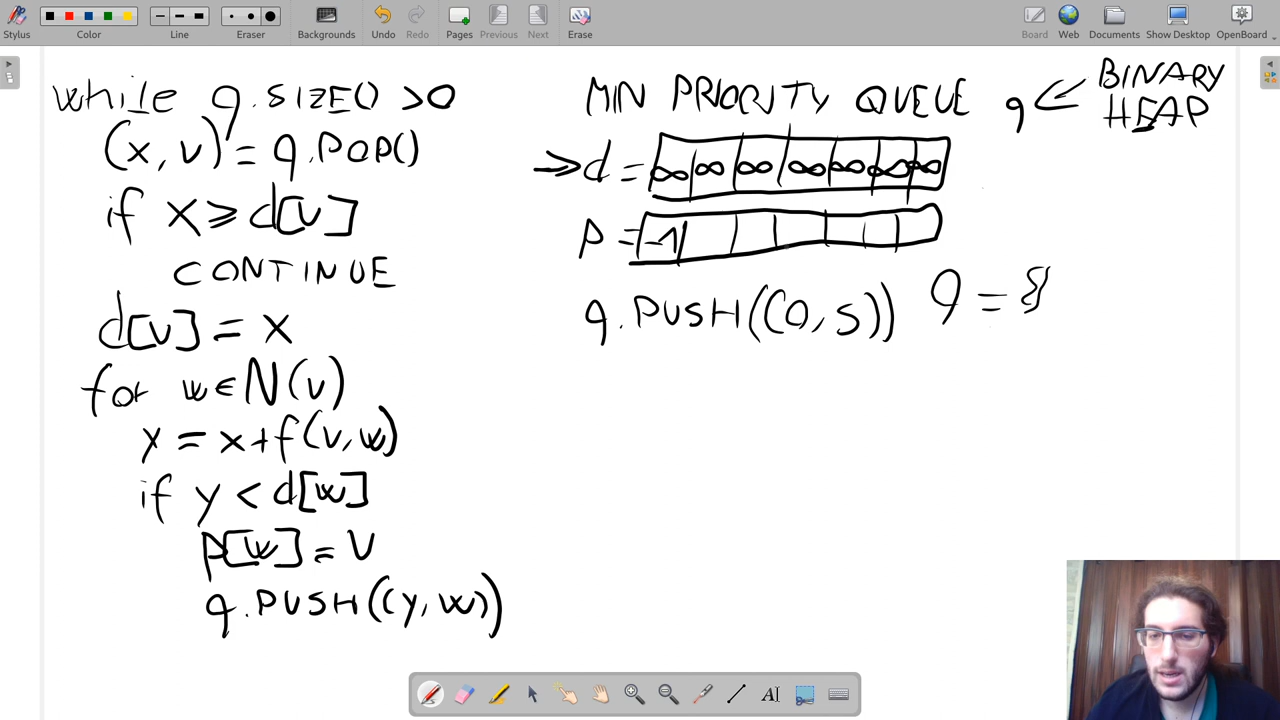 Stylus Color Line Eraser Backgrounds Undo Redo Pages Previous Next Erase Board Web Documents Show Desktop OpenBoard
while q.SIZE() >0
(x, v) = q.POP()
if x ⩾ d[v]
CONTINUE
d[v] = x
for w ∈ N(v)
y = x+f(v,w)
if y < d[w]
p[w] = v
q.PUSH((y, w))
MIN PRIORITY QUEUE q ← BINARY HEAP
→ d = ∞ ∞ ∞ ∞ ∞ ∞ ∞
p = -1
q.PUSH((0, s)) q = {}
AI